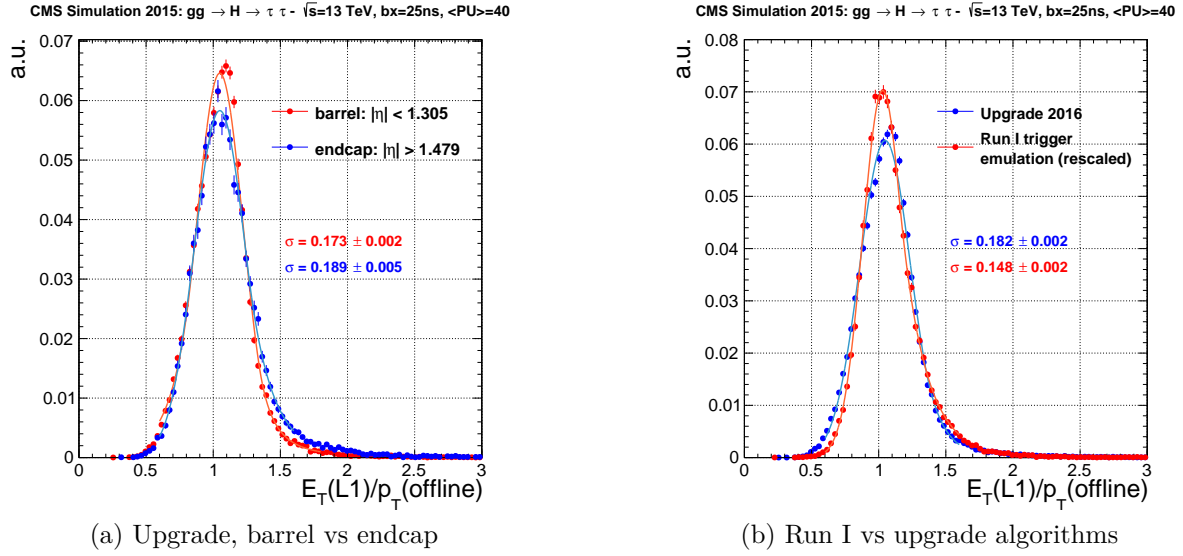 CMS Simulation 2015: gg → H → τ τ - √s=13 TeV, bx=25ns, <PU>=40
a.u.
0.07
0.06
0.05
0.04
0.03
0.02
0.01
0
barrel: |η| < 1.305
endcap: |η| > 1.479
σ = 0.173 ± 0.002
σ = 0.189 ± 0.005
0 0.5 1 1.5 2 2.5 3
E_T(L1)/p_T(offline)
(a) Upgrade, barrel vs endcap
CMS Simulation 2015: gg → H → τ τ - √s=13 TeV, bx=25ns, <PU>=40
a.u.
0.08
0.07
0.06
0.05
0.04
0.03
0.02
0.01
0
Upgrade 2016
Run I trigger
emulation (rescaled)
σ = 0.182 ± 0.002
σ = 0.148 ± 0.002
0 0.5 1 1.5 2 2.5 3
E_T(L1)/p_T(offline)
(b) Run I vs upgrade algorithms